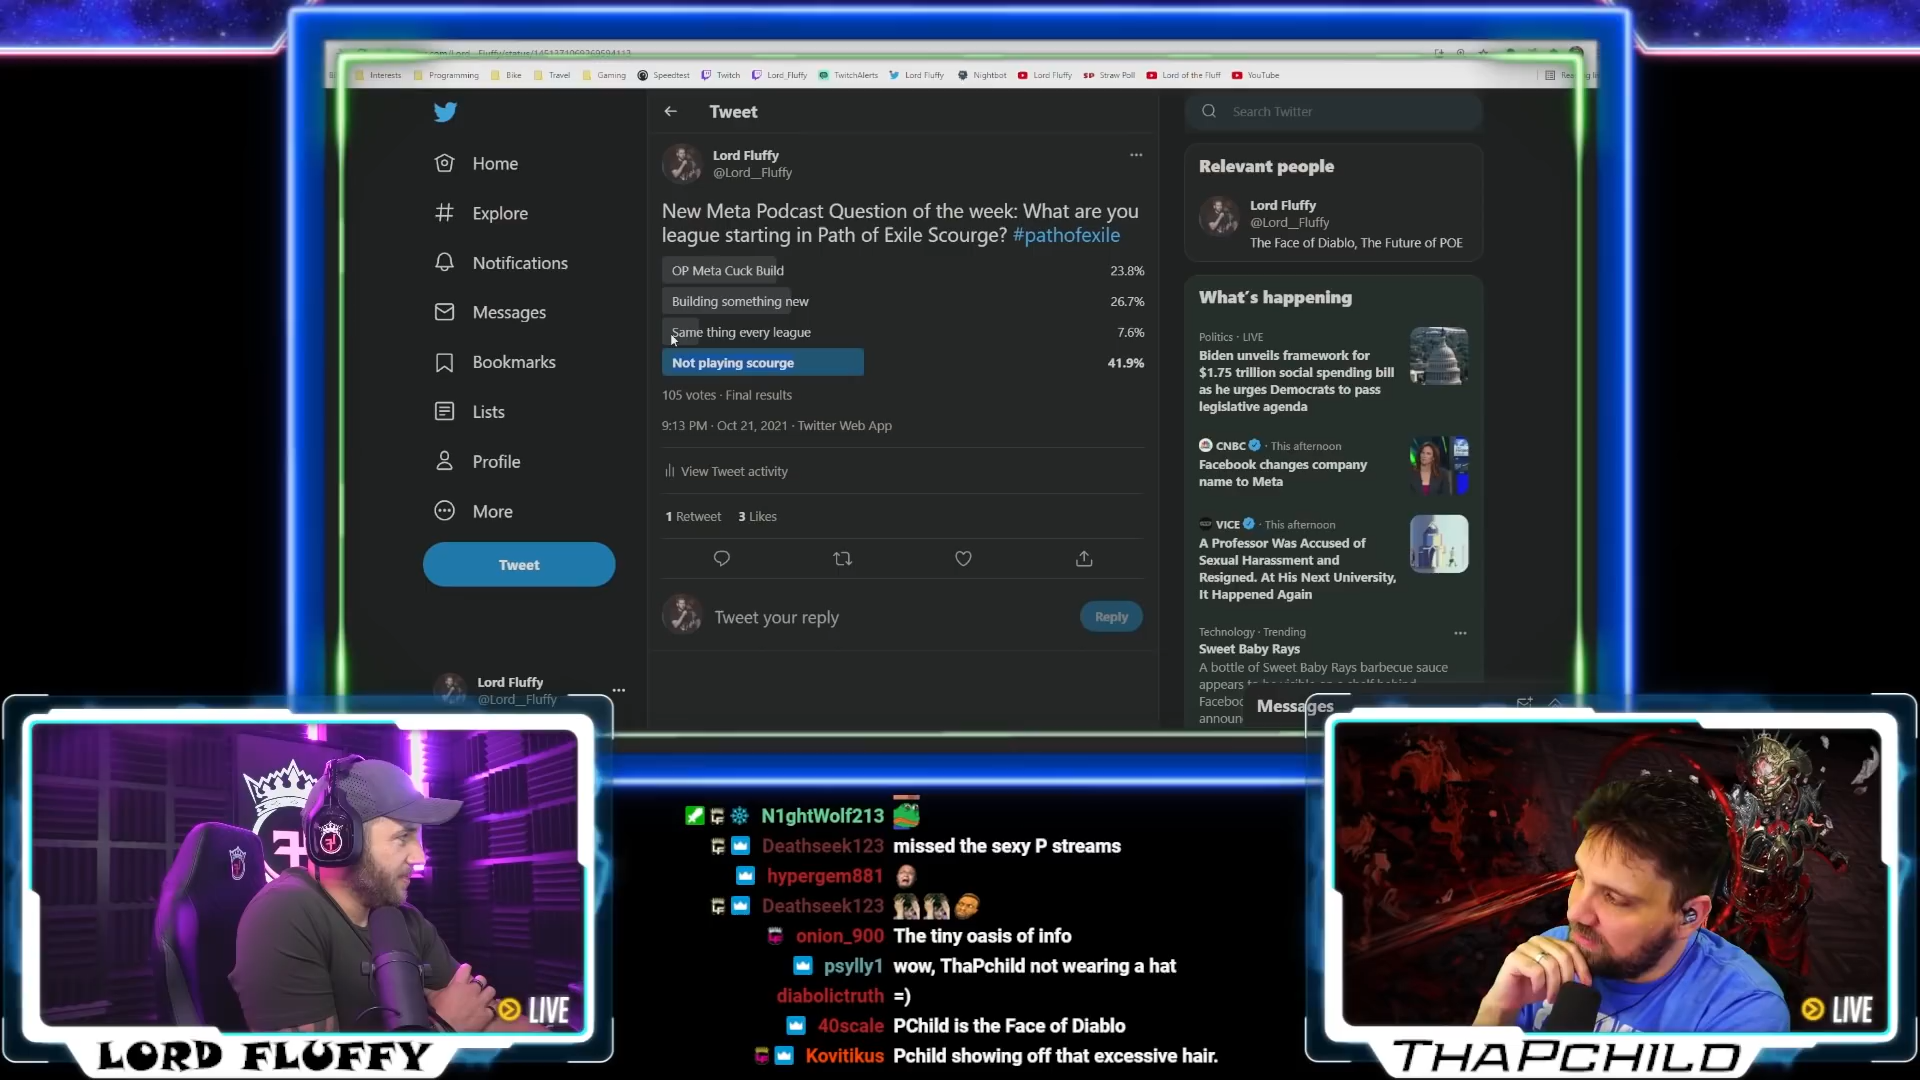 Interests
Programming
Bike
Travel
Gaming
Speedtest
Twitch
Lord_Fluffy
TwitchAlerts
Lord Fluffy
Nightbot
Lord Fluffy
SP Straw Poll
Lord of the Fluff
YouTube
Home
Explore
Notifications
Messages
Bookmarks
Lists
Profile
More
Tweet
Lord Fluffy
@Lord__Fluffy
Tweet
Lord Fluffy
@Lord__Fluffy
New Meta Podcast Question of the week: What are you
league starting in Path of Exile Scourge? #pathofexile
OP Meta Cuck Build 23.8%
Building something new 26.7%
Same thing every league 7.6%
Not playing scourge 41.9%
105 votes · Final results
9:13 PM · Oct 21, 2021 · Twitter Web App
View Tweet activity
1 Retweet 3 Likes
Tweet your reply
Reply
Search Twitter
Relevant people
Lord Fluffy
@Lord__Fluffy
The Face of Diablo, The Future of POE
What's happening
Politics · LIVE
Biden unveils framework for
$1.75 trillion social spending bill
as he urges Democrats to pass
legislative agenda
CNBC · This afternoon
Facebook changes company
name to Meta
VICE · This afternoon
A Professor Was Accused of
Sexual Harassment and
Resigned. At His Next University,
It Happened Again
Technology · Trending
Sweet Baby Rays
A bottle of Sweet Baby Rays barbecue sauce
appears
Messages
N1ghtWolf213
Deathseek123 missed the sexy P streams
hypergem881
Deathseek123
onion_900 The tiny oasis of info
psylly1 wow, ThaPchild not wearing a hat
diabolictruth =)
40scale PChild is the Face of Diablo
Kovitikus Pchild showing off that excessive hair.
LIVE
LORD FLUFFY
LIVE
THAPCHILD